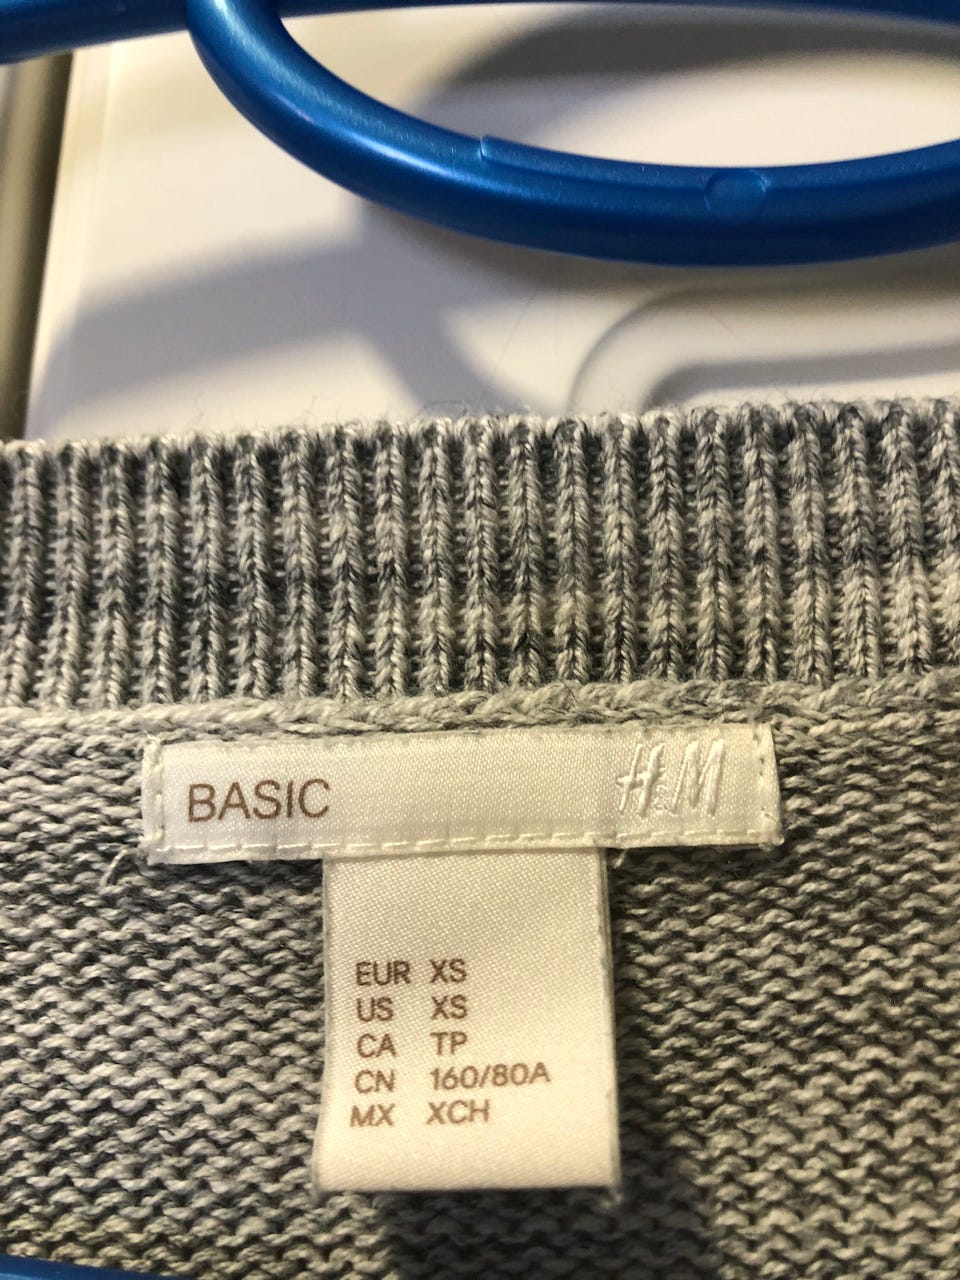 BASIC H&M
EUR XS
US XS
CA TP
CN 160/80A
MX XCH